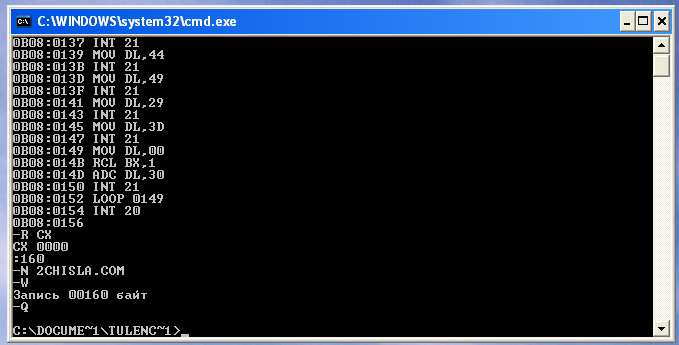 C:\WINDOWS\system32\cmd.exe
0B08:0137 INT 21
0B08:0139 MOV DL,44
0B08:013B INT 21
0B08:013D MOV DL,49
0B08:013F INT 21
0B08:0141 MOV DL,29
0B08:0143 INT 21
0B08:0145 MOV DL,3D
0B08:0147 INT 21
0B08:0149 MOV DL,00
0B08:014B RCL BX,1
0B08:014D ADC DL,30
0B08:0150 INT 21
0B08:0152 LOOP 0149
0B08:0154 INT 20
0B08:0156
-R CX
CX 0000
:160
-N 2CHISLA.COM
-W
Запись 00160 байт
-Q
C:\DOCUME~1\TULENC~1>_